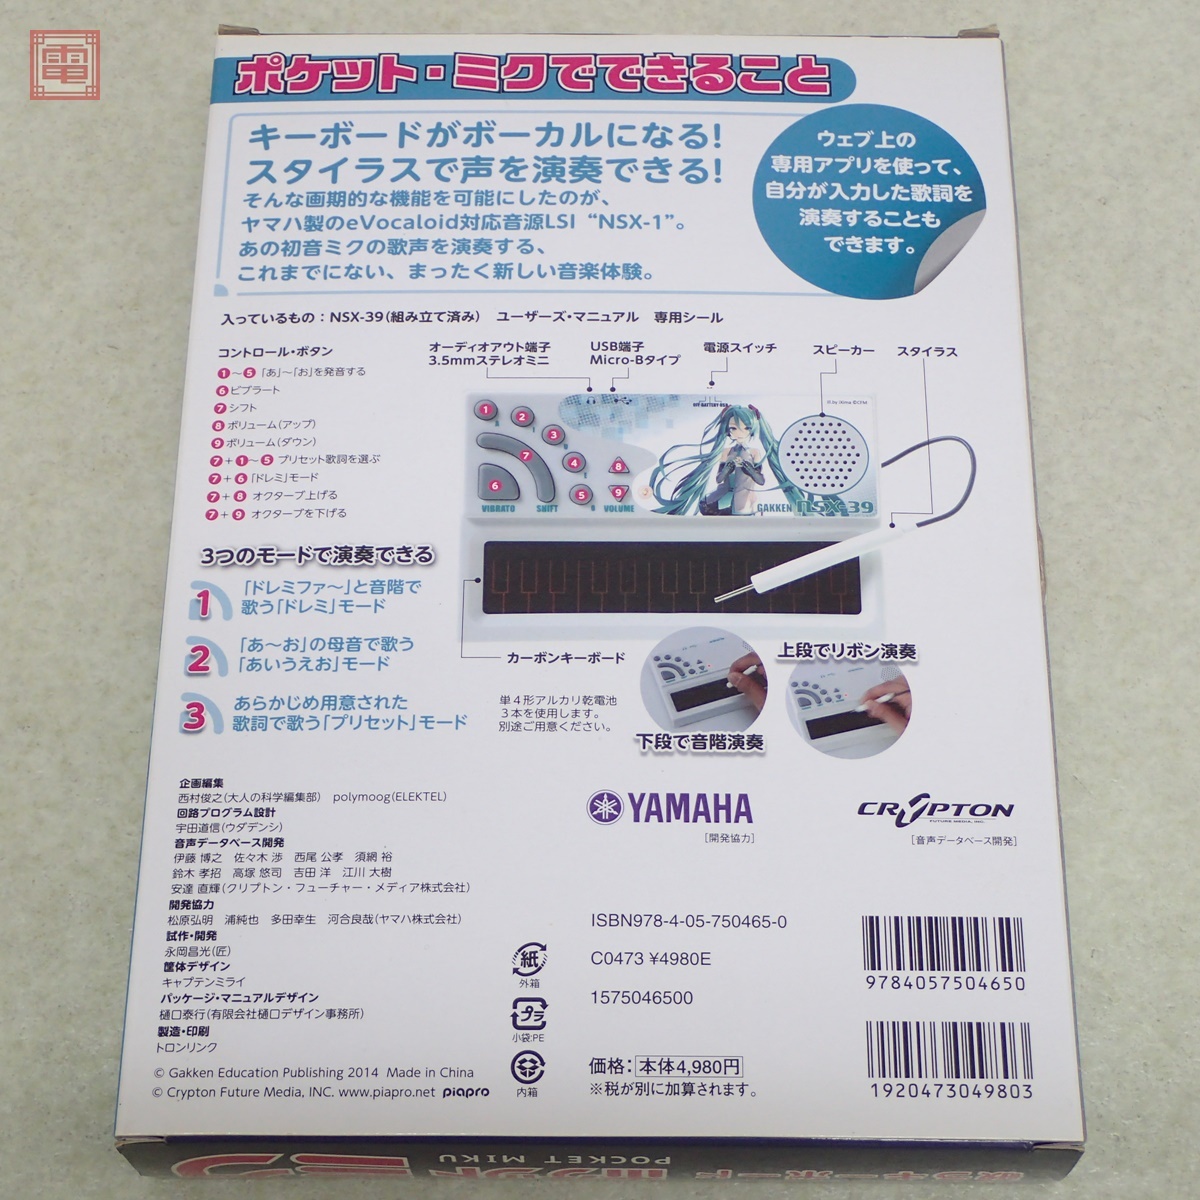 電
ポケット・ミクでできること
キーボードがボーカルになる!
スタイラスで声を演奏できる!
そんな画期的な機能を可能にしたのが、
ヤマハ製のeVocaloid対応音源LSI “NSX-1”。
あの初音ミクの歌声を演奏する、
これまでにない、まったく新しい音楽体験。
ウェブ上の
専用アプリを使って、
自分が入力した歌詞を
演奏することも
できます。
入っているもの：NSX-39(組み立て済み) ユーザーズ・マニュアル 専用シール
コントロール・ボタン
1～5「あ」～「お」を発音する
6ビブラート
7シフト
8ボリューム(アップ)
9ボリューム(ダウン)
7+1～5 プリセット歌詞を選ぶ
7+6「ドレミ」モード
7+8 オクターブ上げる
7+9 オクターブを下げる
オーディオアウト端子
3.5mmステレオミニ
USB端子
Micro-Bタイプ
電源スイッチ
スピーカー
スタイラス
1
2
3
4
5
6
7
8
9
VIBRATO
SHIFT
VOLUME
GAKKEN NSX-39
カーボンキーボード
3つのモードで演奏できる
1
「ドレミファ～」と音階で
歌う「ドレミ」モード
2
「あ～お」の母音で歌う
「あいうえお」モード
3
あらかじめ用意された
歌詞で歌う「プリセット」モード
単4形アルカリ乾電池
3本を使用します。
別途ご用意ください。
下段で音階演奏
上段でリボン演奏
企画編集
西村俊之(大人の科学編集部) polymoog(ELEKTEL)
回路プログラム設計
宇田道信(ウダデンシ)
音声データベース開発
伊藤 博之 佐々木 渉 西尾 公孝 須網 裕
鈴木 孝招 高塚 悠司 吉田 洋 江川 大樹
安達 直輝(クリプトン・フューチャー・メディア株式会社)
開発協力
松原弘明 浦純也 多田幸生 河合良哉(ヤマハ株式会社)
試作・開発
永岡昌光(匠)
筐体デザイン
キャプテンミライ
パッケージ・マニュアルデザイン
樋口泰行(有限会社樋口デザイン事務所)
製造・印刷
トロンリンク
© Gakken Education Publishing 2014 Made in China
© Crypton Future Media, INC. www.piapro.net piapro
YAMAHA
[開発協力]
CRYPTON
FUTURE MEDIA, INC.
[音声データベース開発]
紙
外箱
プラ
小袋:PE
内箱
ISBN978-4-05-750465-0
C0473 ¥4980E
1575046500
価格：本体4,980円
※税が別に加算されます。
9784057504650
1920473049803
POCKET MIKU